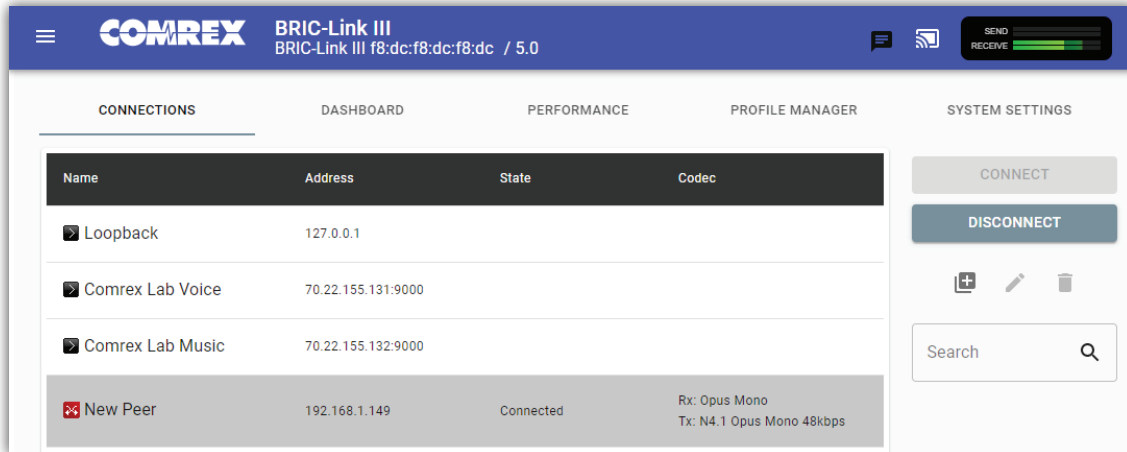 COMREX
BRIC-Link III
BRIC-Link III f8:dc:f8:dc:f8:dc / 5.0
SEND
RECEIVE
CONNECTIONS DASHBOARD PERFORMANCE PROFILE MANAGER SYSTEM SETTINGS
Name Address State Codec
CONNECT
DISCONNECT
Loopback 127.0.0.1
Comrex Lab Voice 70.22.155.131:9000
Comrex Lab Music 70.22.155.132:9000
Search
New Peer 192.168.1.149 Connected
Rx: Opus Mono
Tx: N4.1 Opus Mono 48kbps